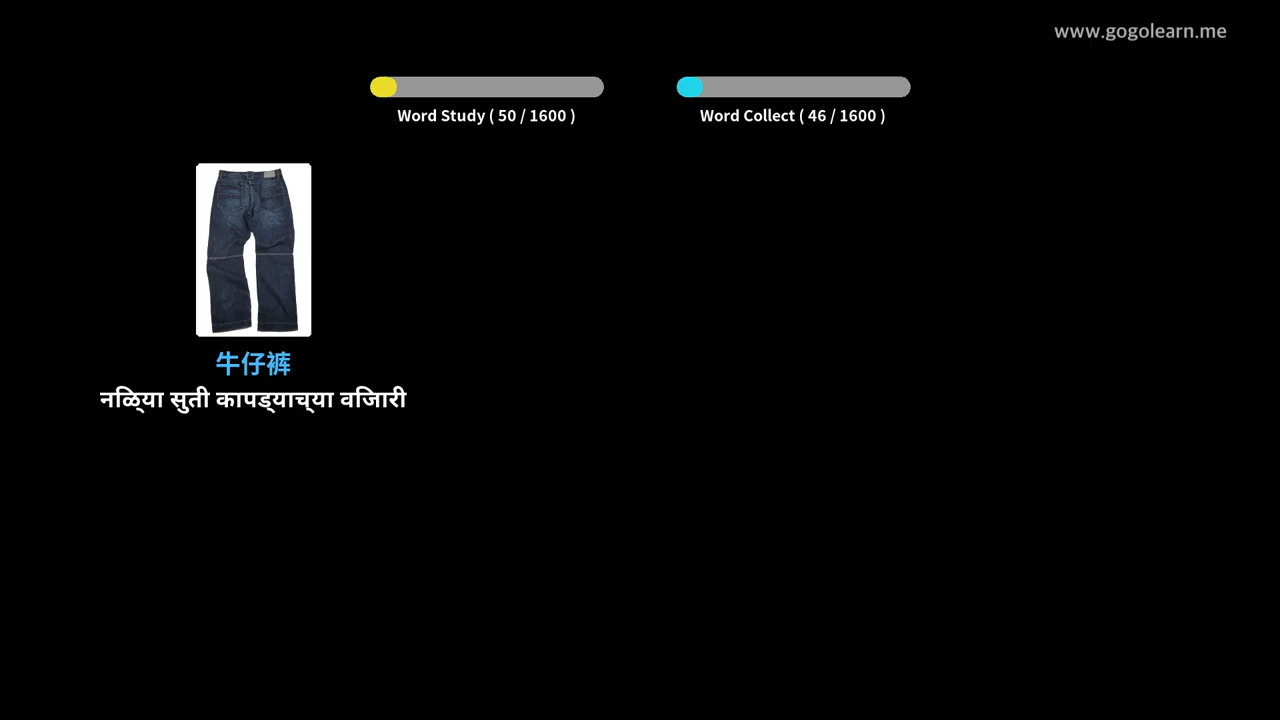 www.gogolearn.me
Word Study ( 50 / 1600 )
Word Collect ( 46 / 1600 )
牛仔裤
नळ्या सुती कापड्याच्या वजिारी